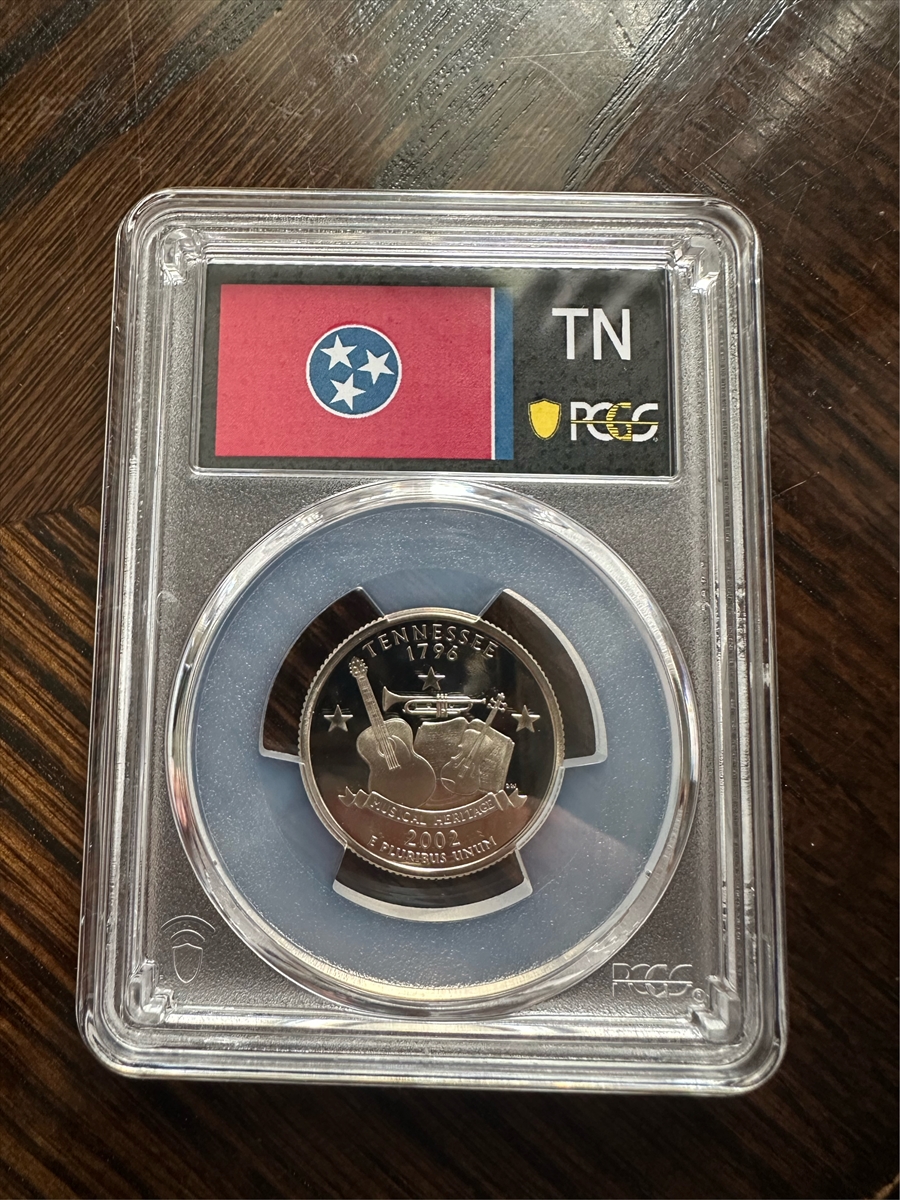 TN
PCGS
TENNESSEE
1796
MUSICAL HERITAGE
2002
E PLURIBUS UNUM
PCGS